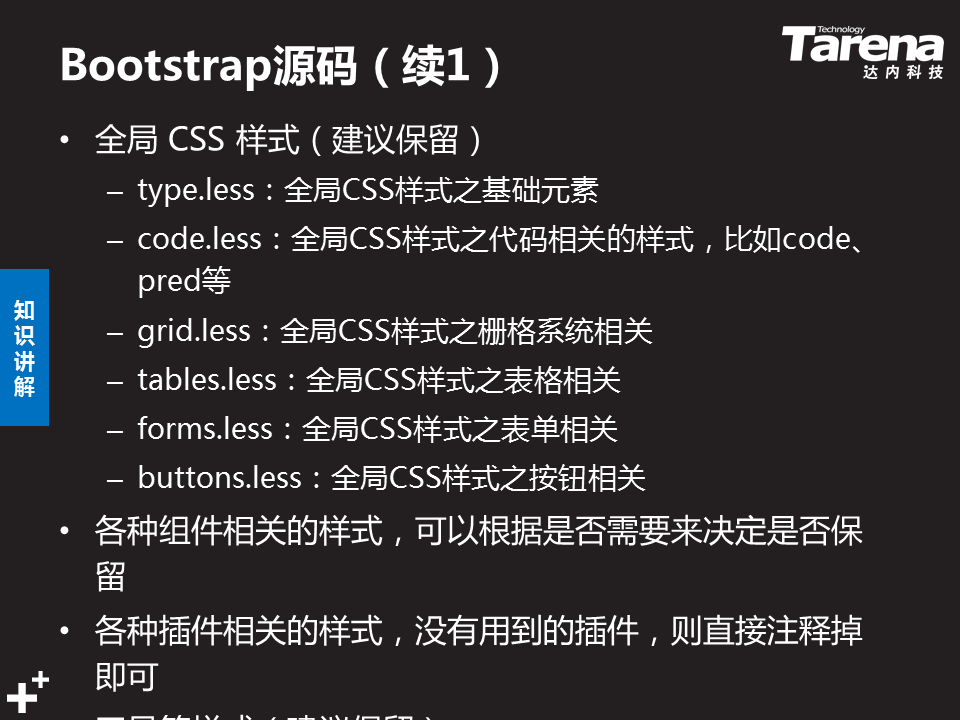 Bootstrap源码（续1）
Technology
Tarena
达内科技
• 全局 CSS 样式（建议保留）
– type.less：全局CSS样式之基础元素
– code.less：全局CSS样式之代码相关的样式，比如code、
pred等
– grid.less：全局CSS样式之栅格系统相关
– tables.less：全局CSS样式之表格相关
– forms.less：全局CSS样式之表单相关
– buttons.less：全局CSS样式之按钮相关
• 各种组件相关的样式，可以根据是否需要来决定是否保
留
• 各种插件相关的样式，没有用到的插件，则直接注释掉
即可
知
识
讲
解